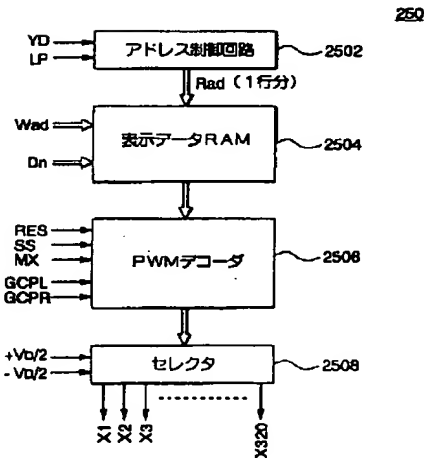 250
YD
LP
アドレス制御回路
2502
Rad (1行分)
Wad
Dn
表示データRAM
2504
RES
SS
MX
GCPL
GCPR
PWMデコーダ
2506
+VD/2
-VD/2
セレクタ
2508
X1 X2 X3 X320